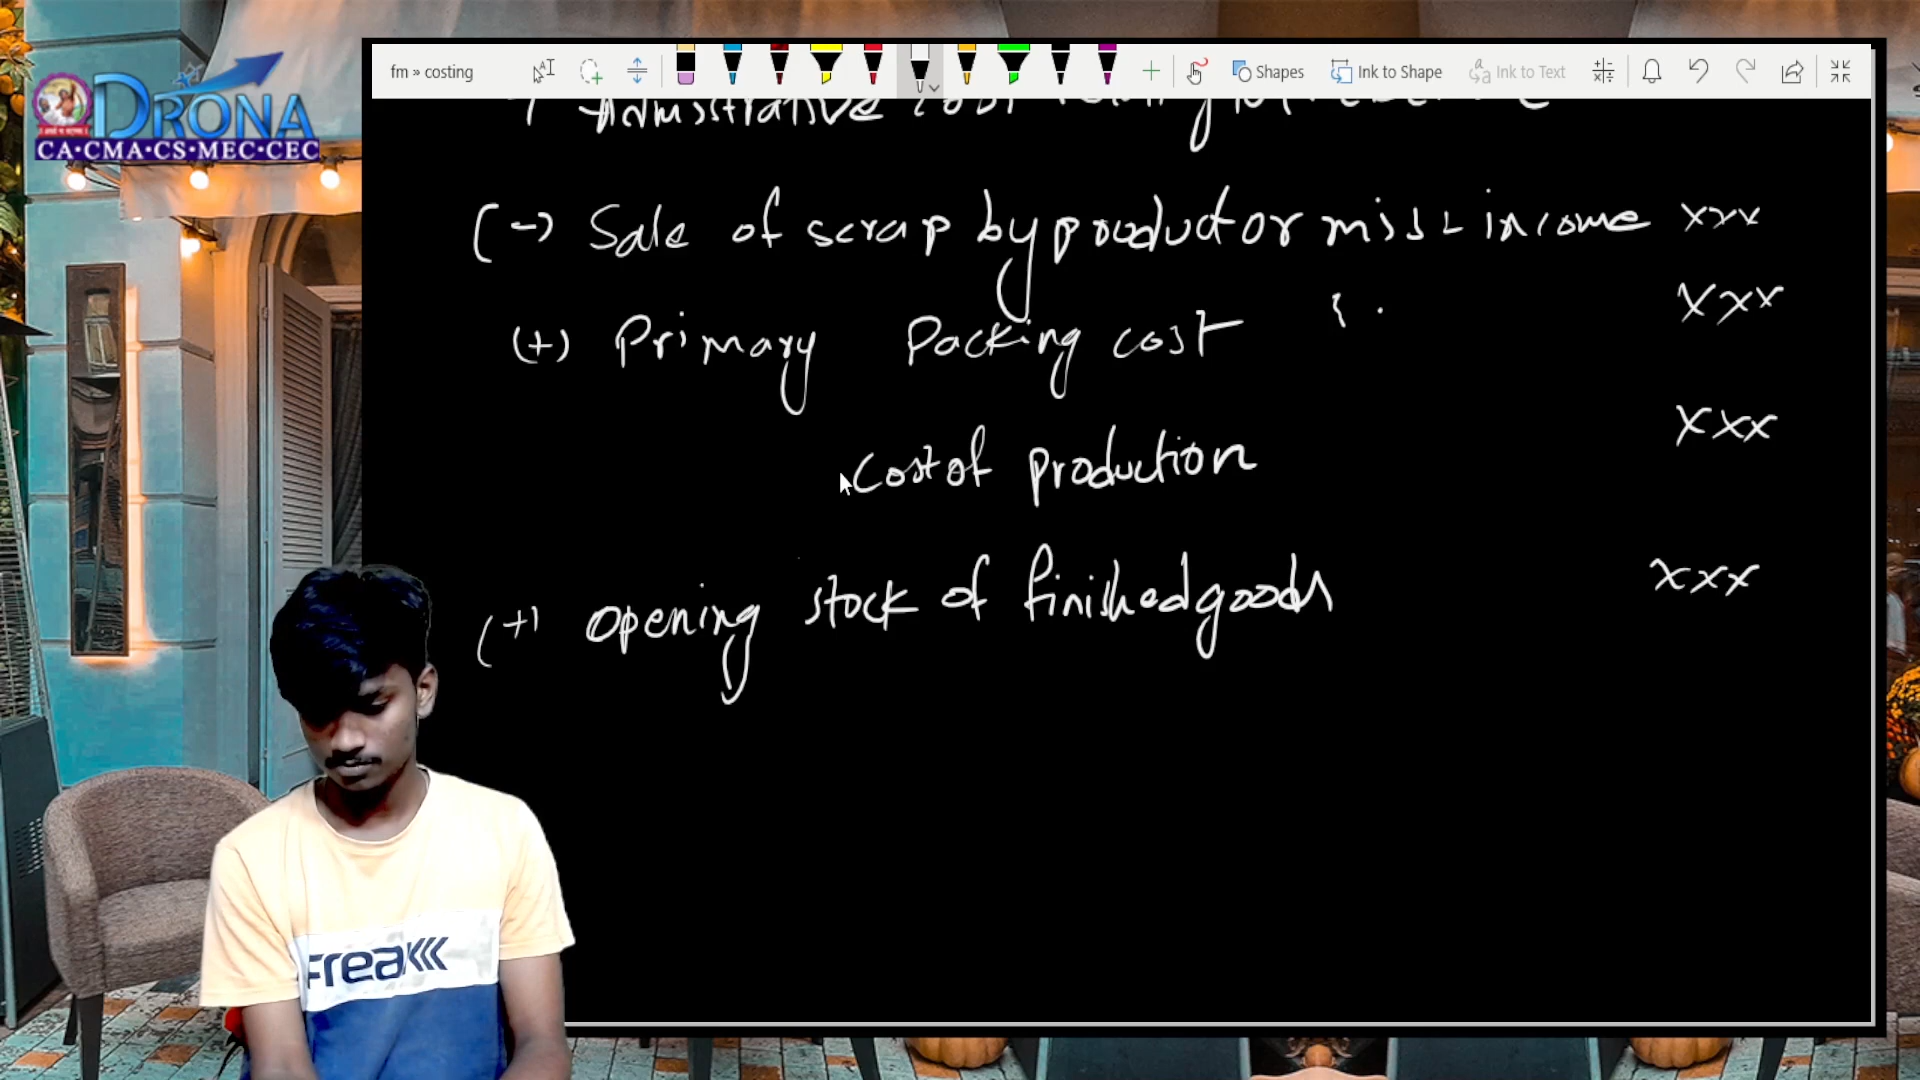 DRONA
CA•CMA•CS•MEC•CEC
fm » costing
Shapes
Ink to Shape
Ink to Text
cost
(-) Sale of scrap by product or miss - income xxx
(+) Primary Packing cost xxx
cost of production xxx
(+) opening stock of finished goods xxx
Freak